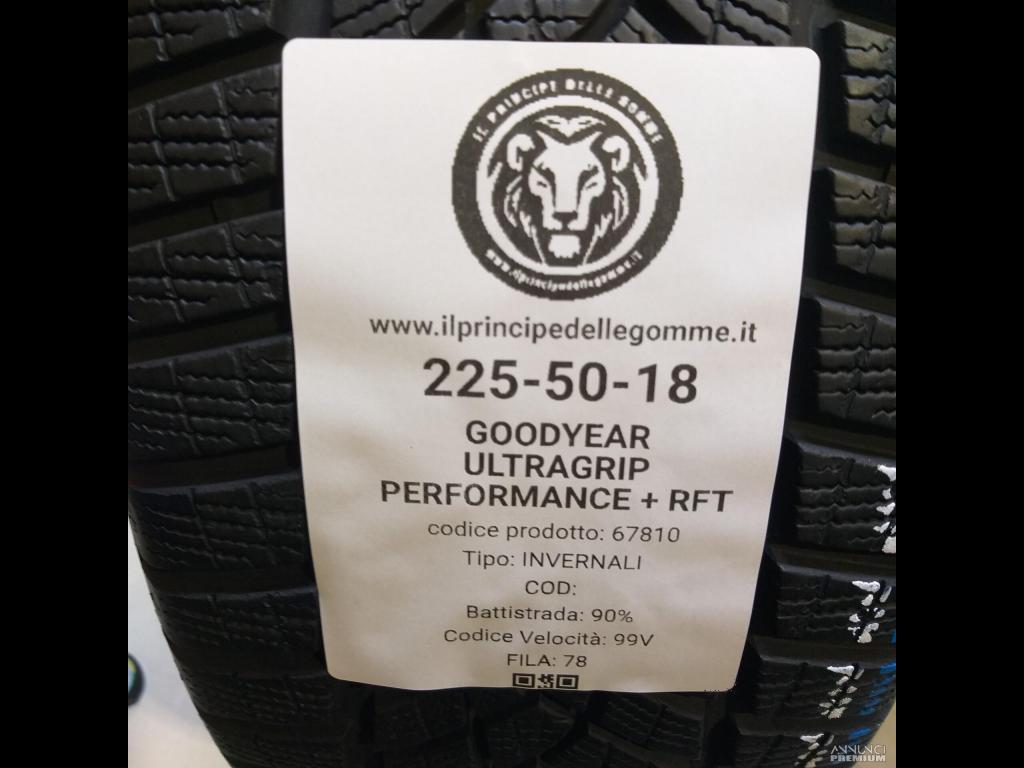 IL PRINCIPE DELLE GOMME
www.ilprincipedellegomme.it
www.ilprincipedellegomme.it
225-50-18
GOODYEAR
ULTRAGRIP
PERFORMANCE + RFT
codice prodotto: 67810
Tipo: INVERNALI
COD:
Battistrada: 90%
Codice Velocità: 99V
FILA: 78
ANNUNCI
PREMIUM